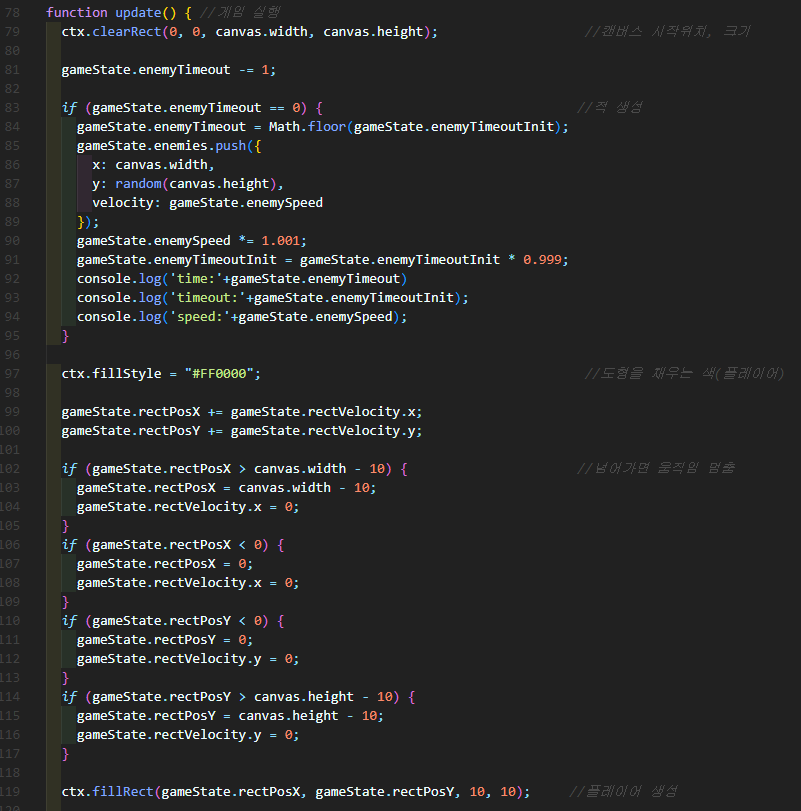 78 function update() { //게임 실행
79 ctx.clearRect(0, 0, canvas.width, canvas.height); //캔버스 시작위치, 크기
80
81 gameState.enemyTimeout -= 1;
82
83 if (gameState.enemyTimeout == 0) { //적 생성
84 gameState.enemyTimeout = Math.floor(gameState.enemyTimeoutInit);
85 gameState.enemies.push({
86 x: canvas.width,
87 y: random(canvas.height),
88 velocity: gameState.enemySpeed
89 });
90 gameState.enemySpeed *= 1.001;
91 gameState.enemyTimeoutInit = gameState.enemyTimeoutInit * 0.999;
92 console.log('time:'+gameState.enemyTimeout)
93 console.log('timeout:'+gameState.enemyTimeoutInit);
94 console.log('speed:'+gameState.enemySpeed);
95 }
96
97 ctx.fillStyle = "#FF0000"; //도형을 채우는 색(플레이어)
98
99 gameState.rectPosX += gameState.rectVelocity.x;
100 gameState.rectPosY += gameState.rectVelocity.y;
101
102 if (gameState.rectPosX > canvas.width - 10) { //넘어가면 움직임 멈춤
103 gameState.rectPosX = canvas.width - 10;
104 gameState.rectVelocity.x = 0;
105 }
106 if (gameState.rectPosX < 0) {
107 gameState.rectPosX = 0;
108 gameState.rectVelocity.x = 0;
109 }
110 if (gameState.rectPosY < 0) {
111 gameState.rectPosY = 0;
112 gameState.rectVelocity.y = 0;
113 }
114 if (gameState.rectPosY > canvas.height - 10) {
115 gameState.rectPosY = canvas.height - 10;
116 gameState.rectVelocity.y = 0;
117 }
118
119 ctx.fillRect(gameState.rectPosX, gameState.rectPosY, 10, 10); //플레이어 생성